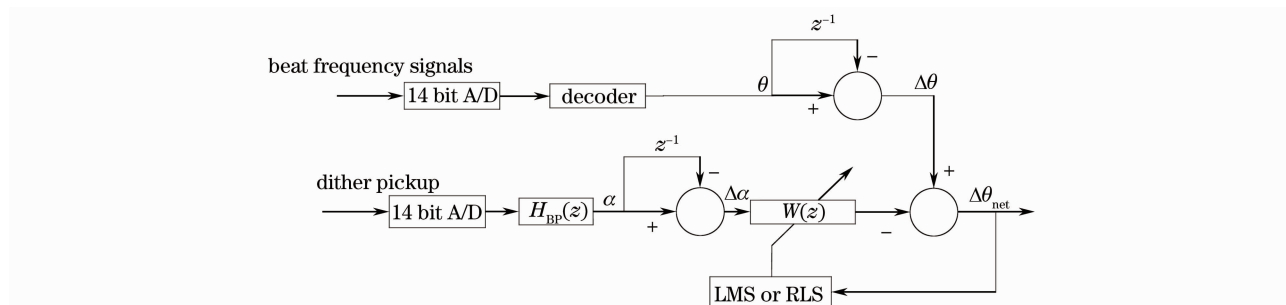 z⁻¹
beat frequency signals
14 bit A/D
decoder
θ
−
+
Δθ
z⁻¹
dither pickup
14 bit A/D
H_BP(z)
α
−
+
Δα
W(z)
−
+
Δθ_net
LMS or RLS